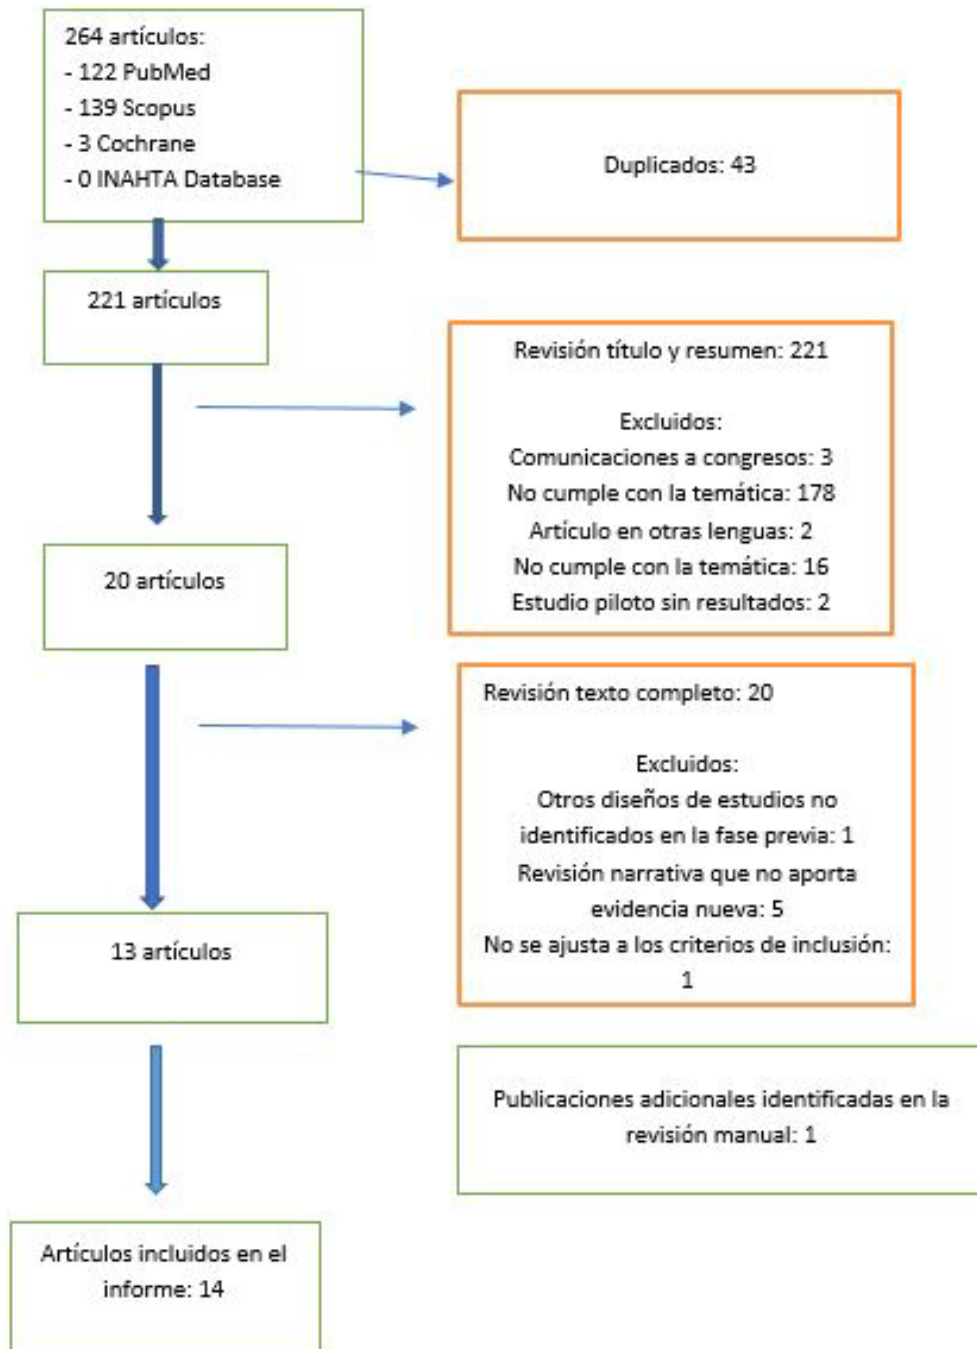 264 artículos:
- 122 PubMed
- 139 Scopus
- 3 Cochrane
- 0 INAHTA Database
Duplicados: 43
221 artículos
Revisión título y resumen: 221
Excluidos:
Comunicaciones a congresos: 3
No cumple con la temática: 178
Artículo en otras lenguas: 2
No cumple con la temática: 16
Estudio piloto sin resultados: 2
20 artículos
Revisión texto completo: 20
Excluidos:
Otros diseños de estudios no
identificados en la fase previa: 1
Revisión narrativa que no aporta
evidencia nueva: 5
No se ajusta a los criterios de inclusión:
1
13 artículos
Publicaciones adicionales identificadas en la
revisión manual: 1
Artículos incluidos en el
informe: 14